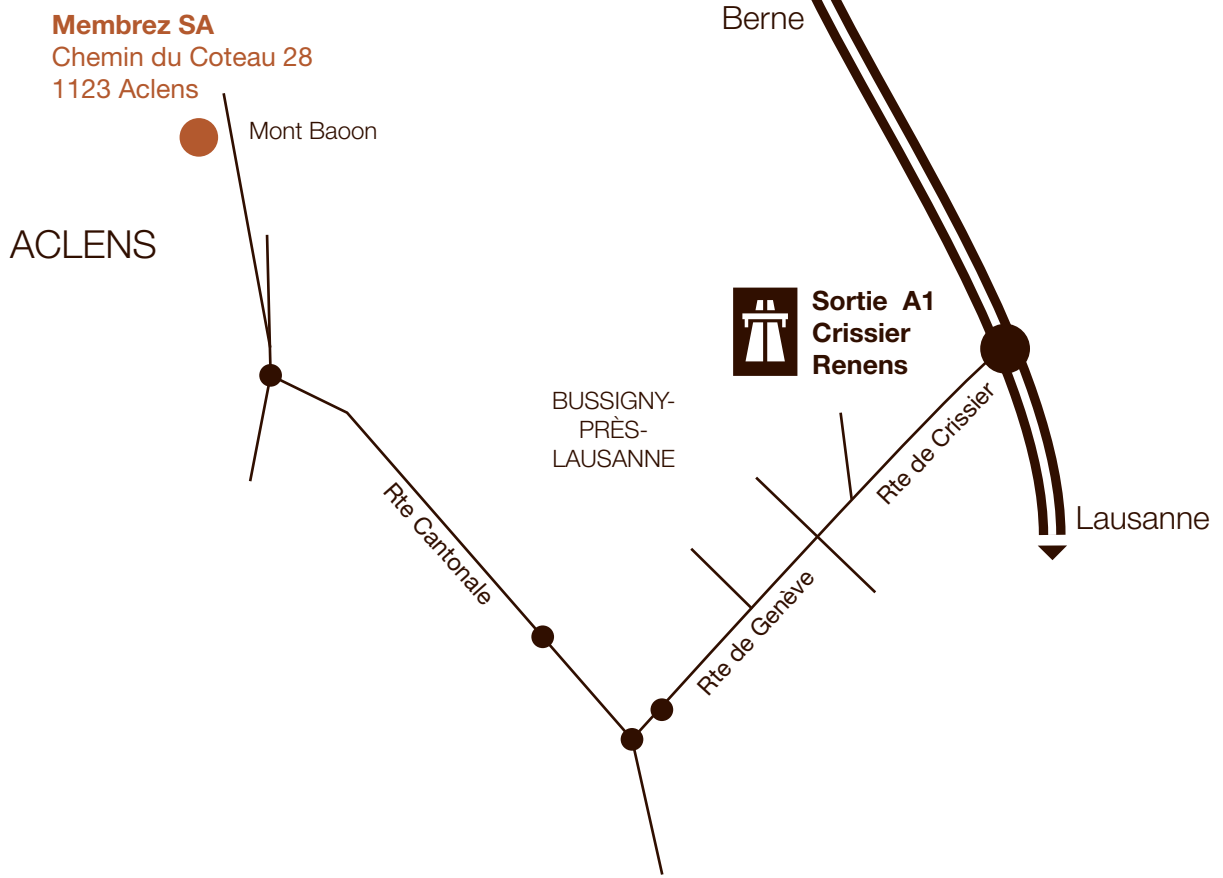 Membrez SA
Chemin du Coteau 28
1123 Aclens
Berne
Mont Baoon
ACLENS
Sortie A1
Crissier
Renens
BUSSIGNY-
PRÈS-
LAUSANNE
Rte de Crissier
Rte Cantonale
Lausanne
Rte de Genève